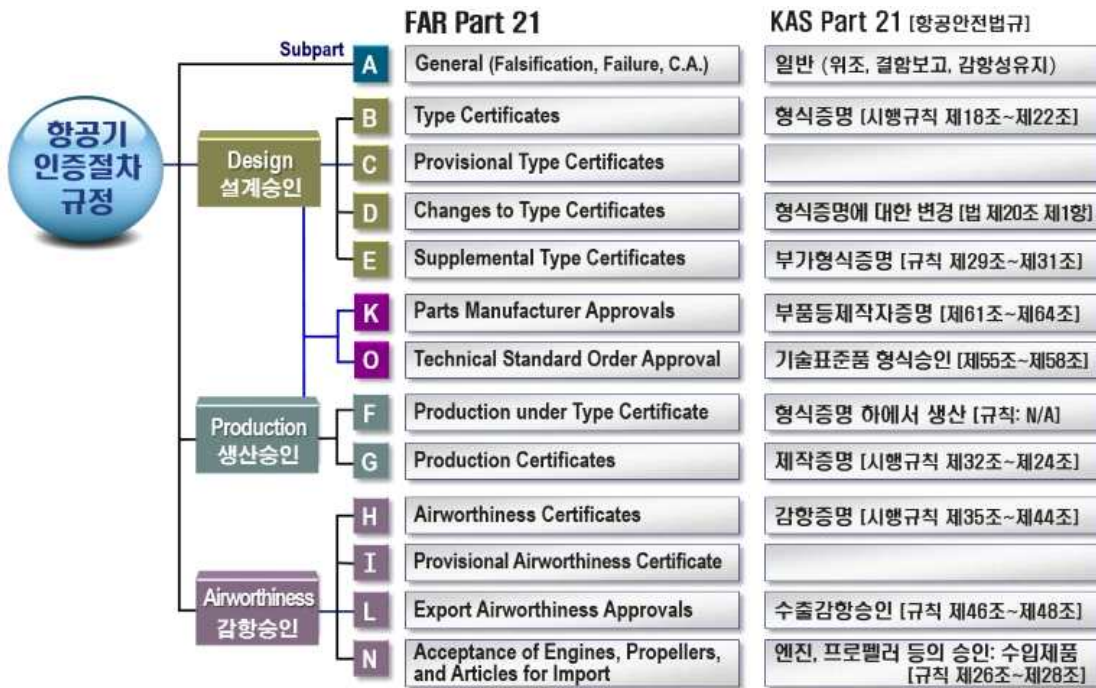 FAR Part 21
KAS Part 21 [항공안전법규]
Subpart
항공기
인증절차
규정
A
General (Falsification, Failure, C.A.)
일반 (위조, 결함보고, 감항성유지)
Design
설계승인
B
Type Certificates
형식증명 [시행규칙 제18조~제22조]
C
Provisional Type Certificates
D
Changes to Type Certificates
형식증명에 대한 변경 [법 제20조 제1항]
E
Supplemental Type Certificates
부가형식증명 [규칙 제29조~제31조]
K
Parts Manufacturer Approvals
부품등제작자증명 [제61조~제64조]
O
Technical Standard Order Approval
기술표준품 형식승인 [제55조~제58조]
Production
생산승인
F
Production under Type Certificate
형식증명 하에서 생산 [규칙: N/A]
G
Production Certificates
제작증명 [시행규칙 제32조~제24조]
Airworthiness
감항승인
H
Airworthiness Certificates
감항증명 [시행규칙 제35조~제44조]
I
Provisional Airworthiness Certificate
L
Export Airworthiness Approvals
수출감항승인 [규칙 제46조~제48조]
N
Acceptance of Engines, Propellers,
and Articles for Import
엔진, 프로펠러 등의 승인: 수입제품
[규칙 제26조~제28조]